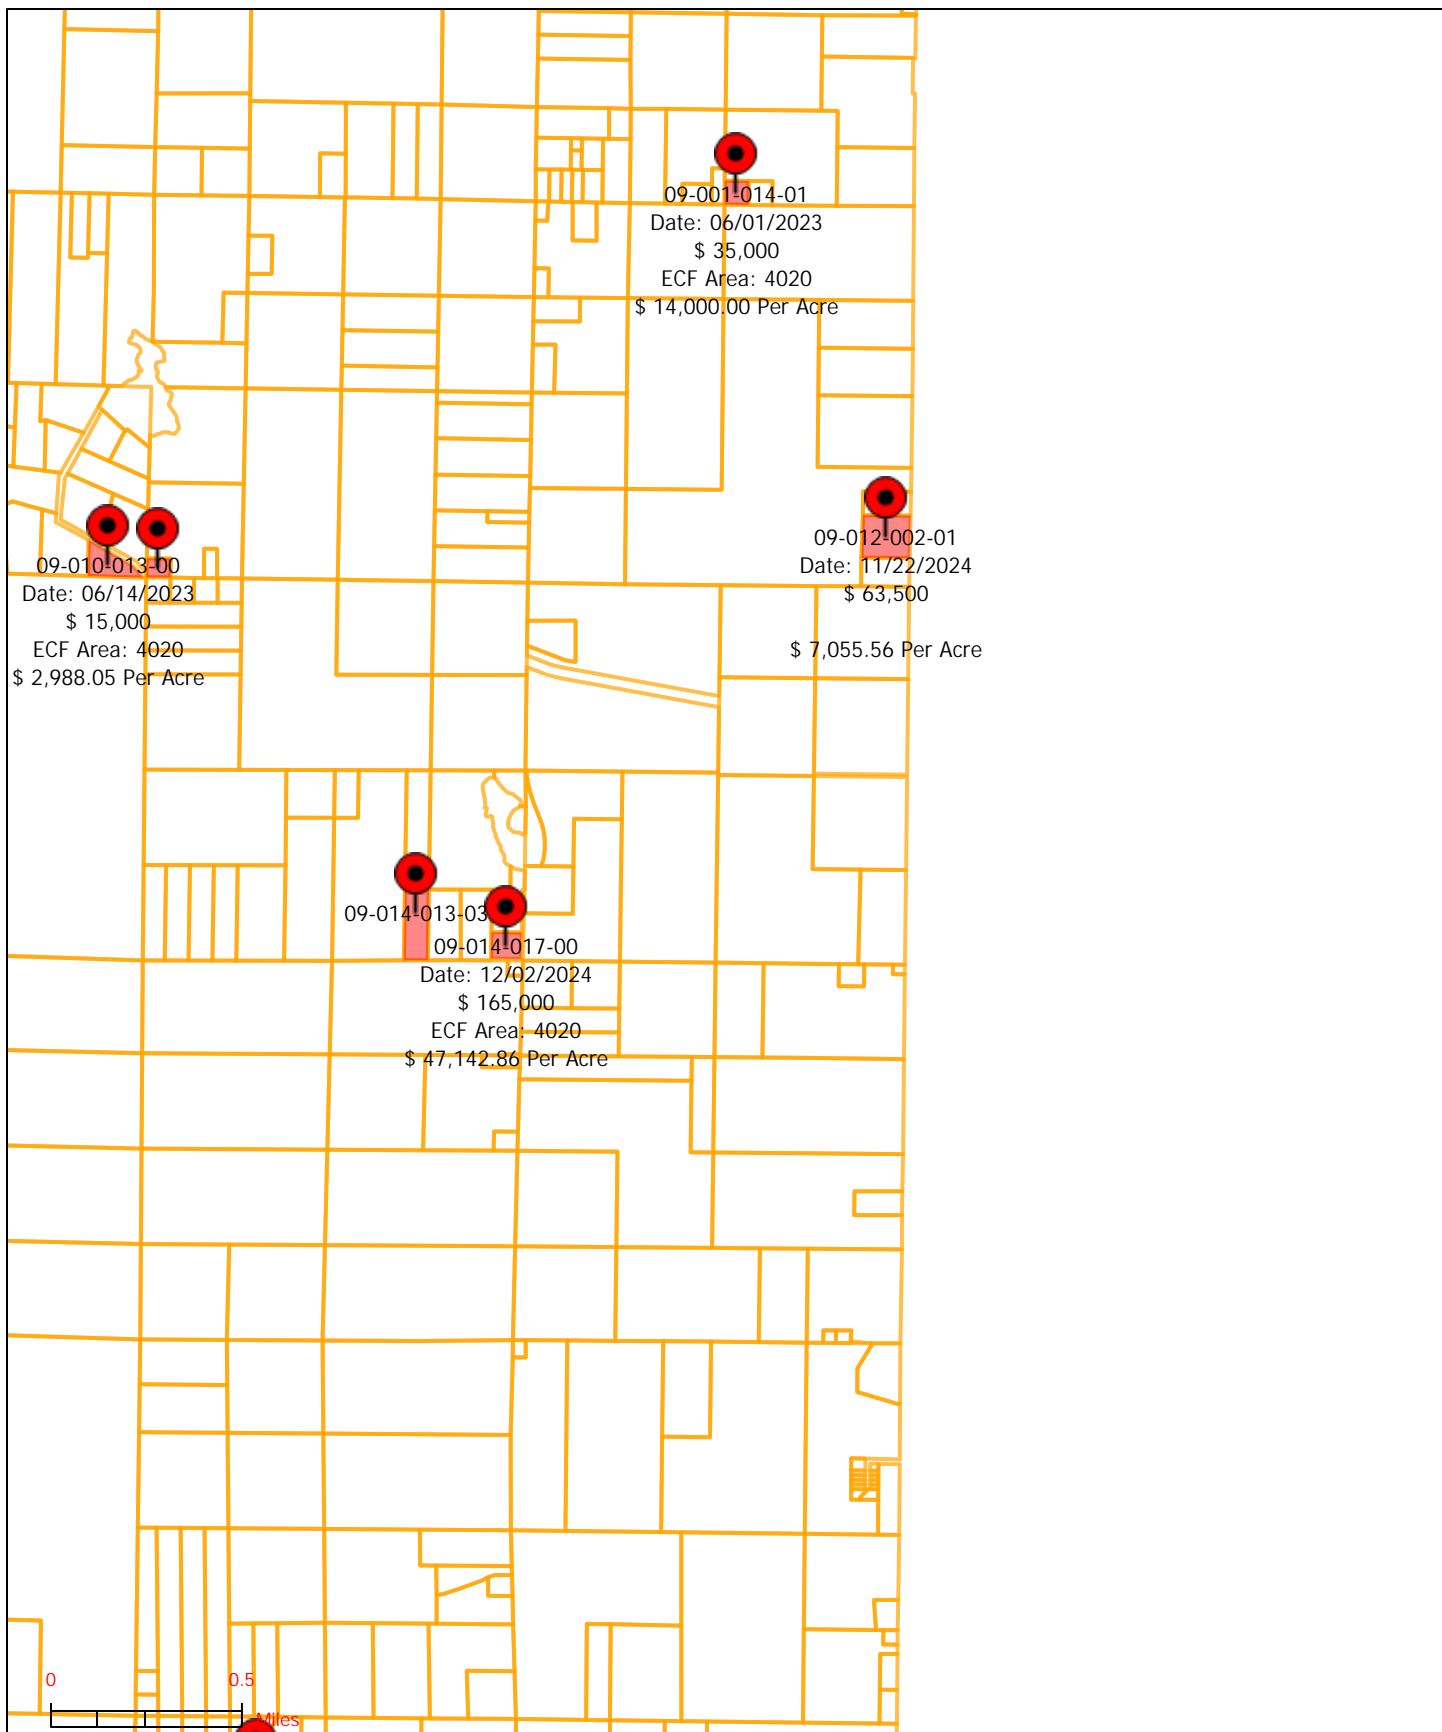 09-001-014-01
Date: 06/01/2023
$ 35,000
ECF Area: 4020
$ 14,000.00 Per Acre
09-010-013-00
Date: 06/14/2023
$ 15,000
ECF Area: 4020
$ 2,988.05 Per Acre
09-012-002-01
Date: 11/22/2024
$ 63,500
$ 7,055.56 Per Acre
09-014-013-03
09-014-017-00
Date: 12/02/2024
$ 165,000
ECF Area: 4020
$ 47,142.86 Per Acre
0 0.5
Miles